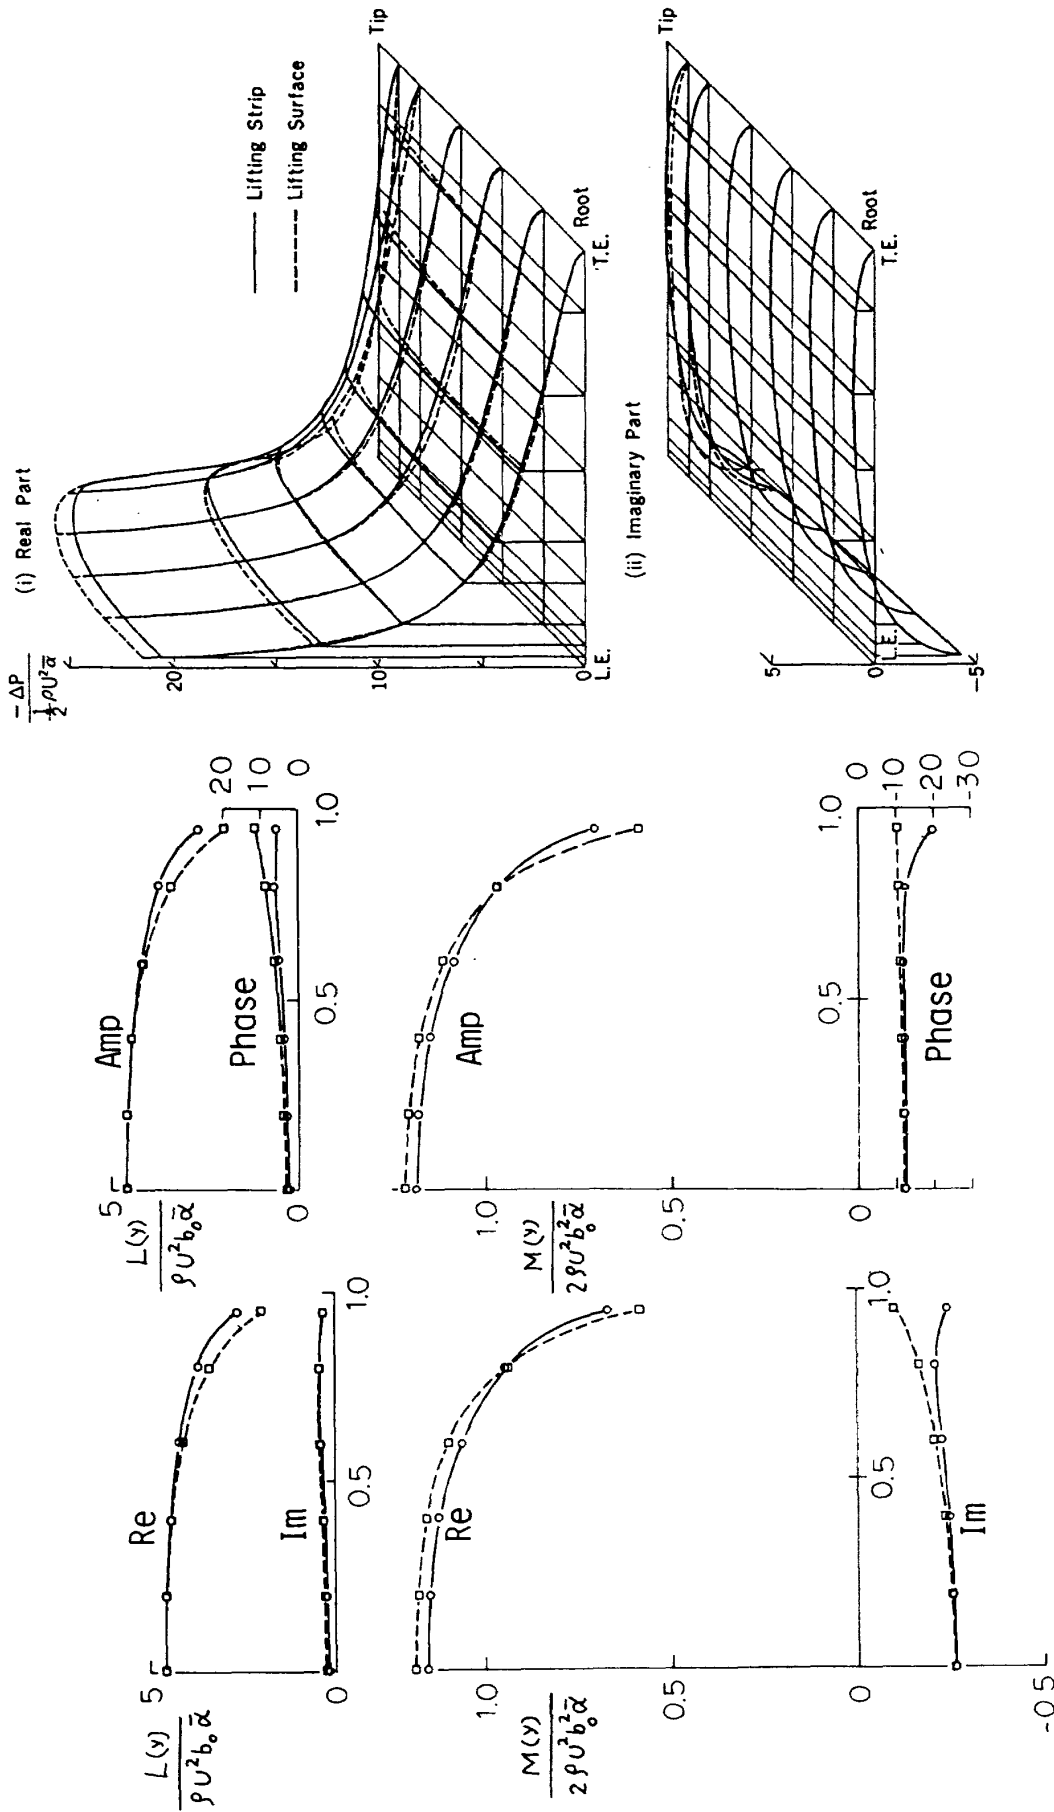 L(y)
ρU²b₀ᾱ
5
0
Re
Im
0.5
1.0
M(y)
2ρU²b₀²ᾱ
1.0
0.5
0
-0.5
Re
Im
0.5
1.0
L(y)
ρU²b₀ᾱ
5
0
Amp
Phase
0.5
1.0
20
10
0
M(y)
2ρU²b₀²ᾱ
1.0
0.5
0
Amp
Phase
0.5
1.0
0
-10
-20
-30
-ΔP
½ρU²ᾱ
(i) Real Part
20
10
0
L.E.
T.E.
Root
Tip
Lifting Strip
Lifting Surface
(ii) Imaginary Part
5
0
-5
L.E.
T.E.
Root
Tip